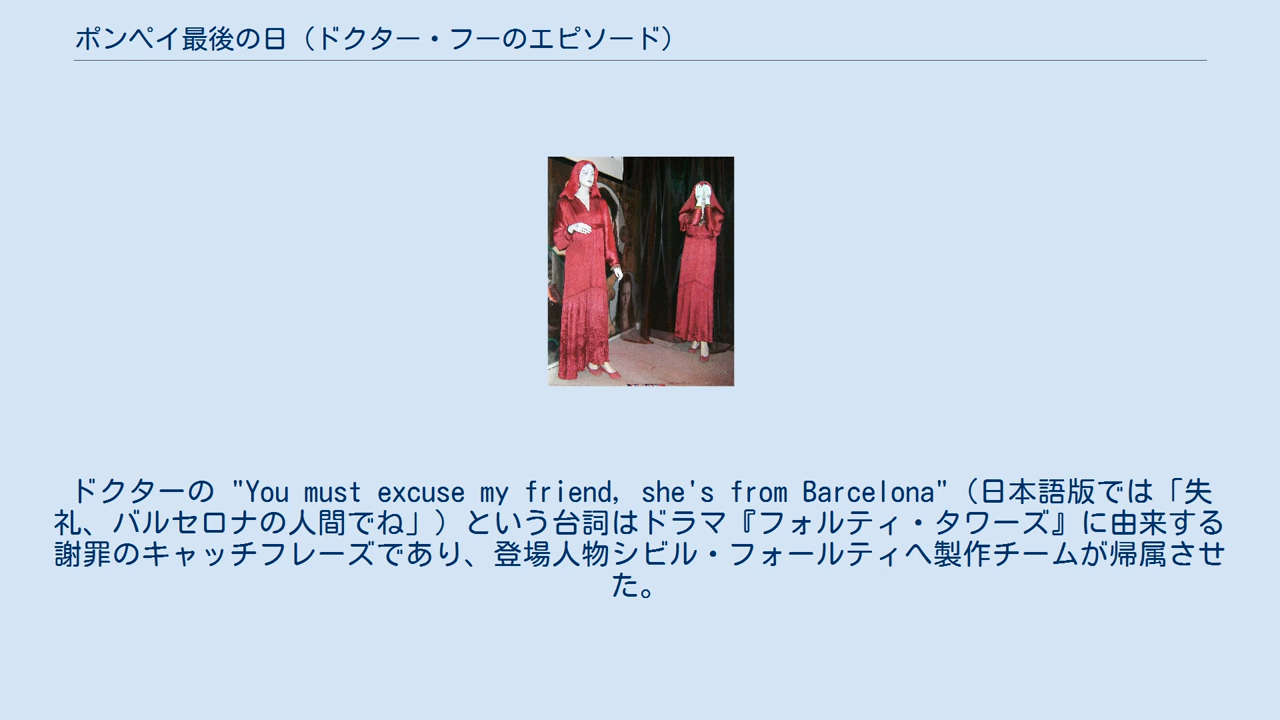 ポンペイ最後の日（ドクター・フーのエピソード）
ドクターの "You must excuse my friend, she's from Barcelona"（日本語版では「失
礼、バルセロナの人間でね」）という台詞はドラマ『フォルティ・タワーズ』に由来する
謝罪のキャッチフレーズであり、登場人物シビル・フォールティへ製作チームが帰属させ
た。